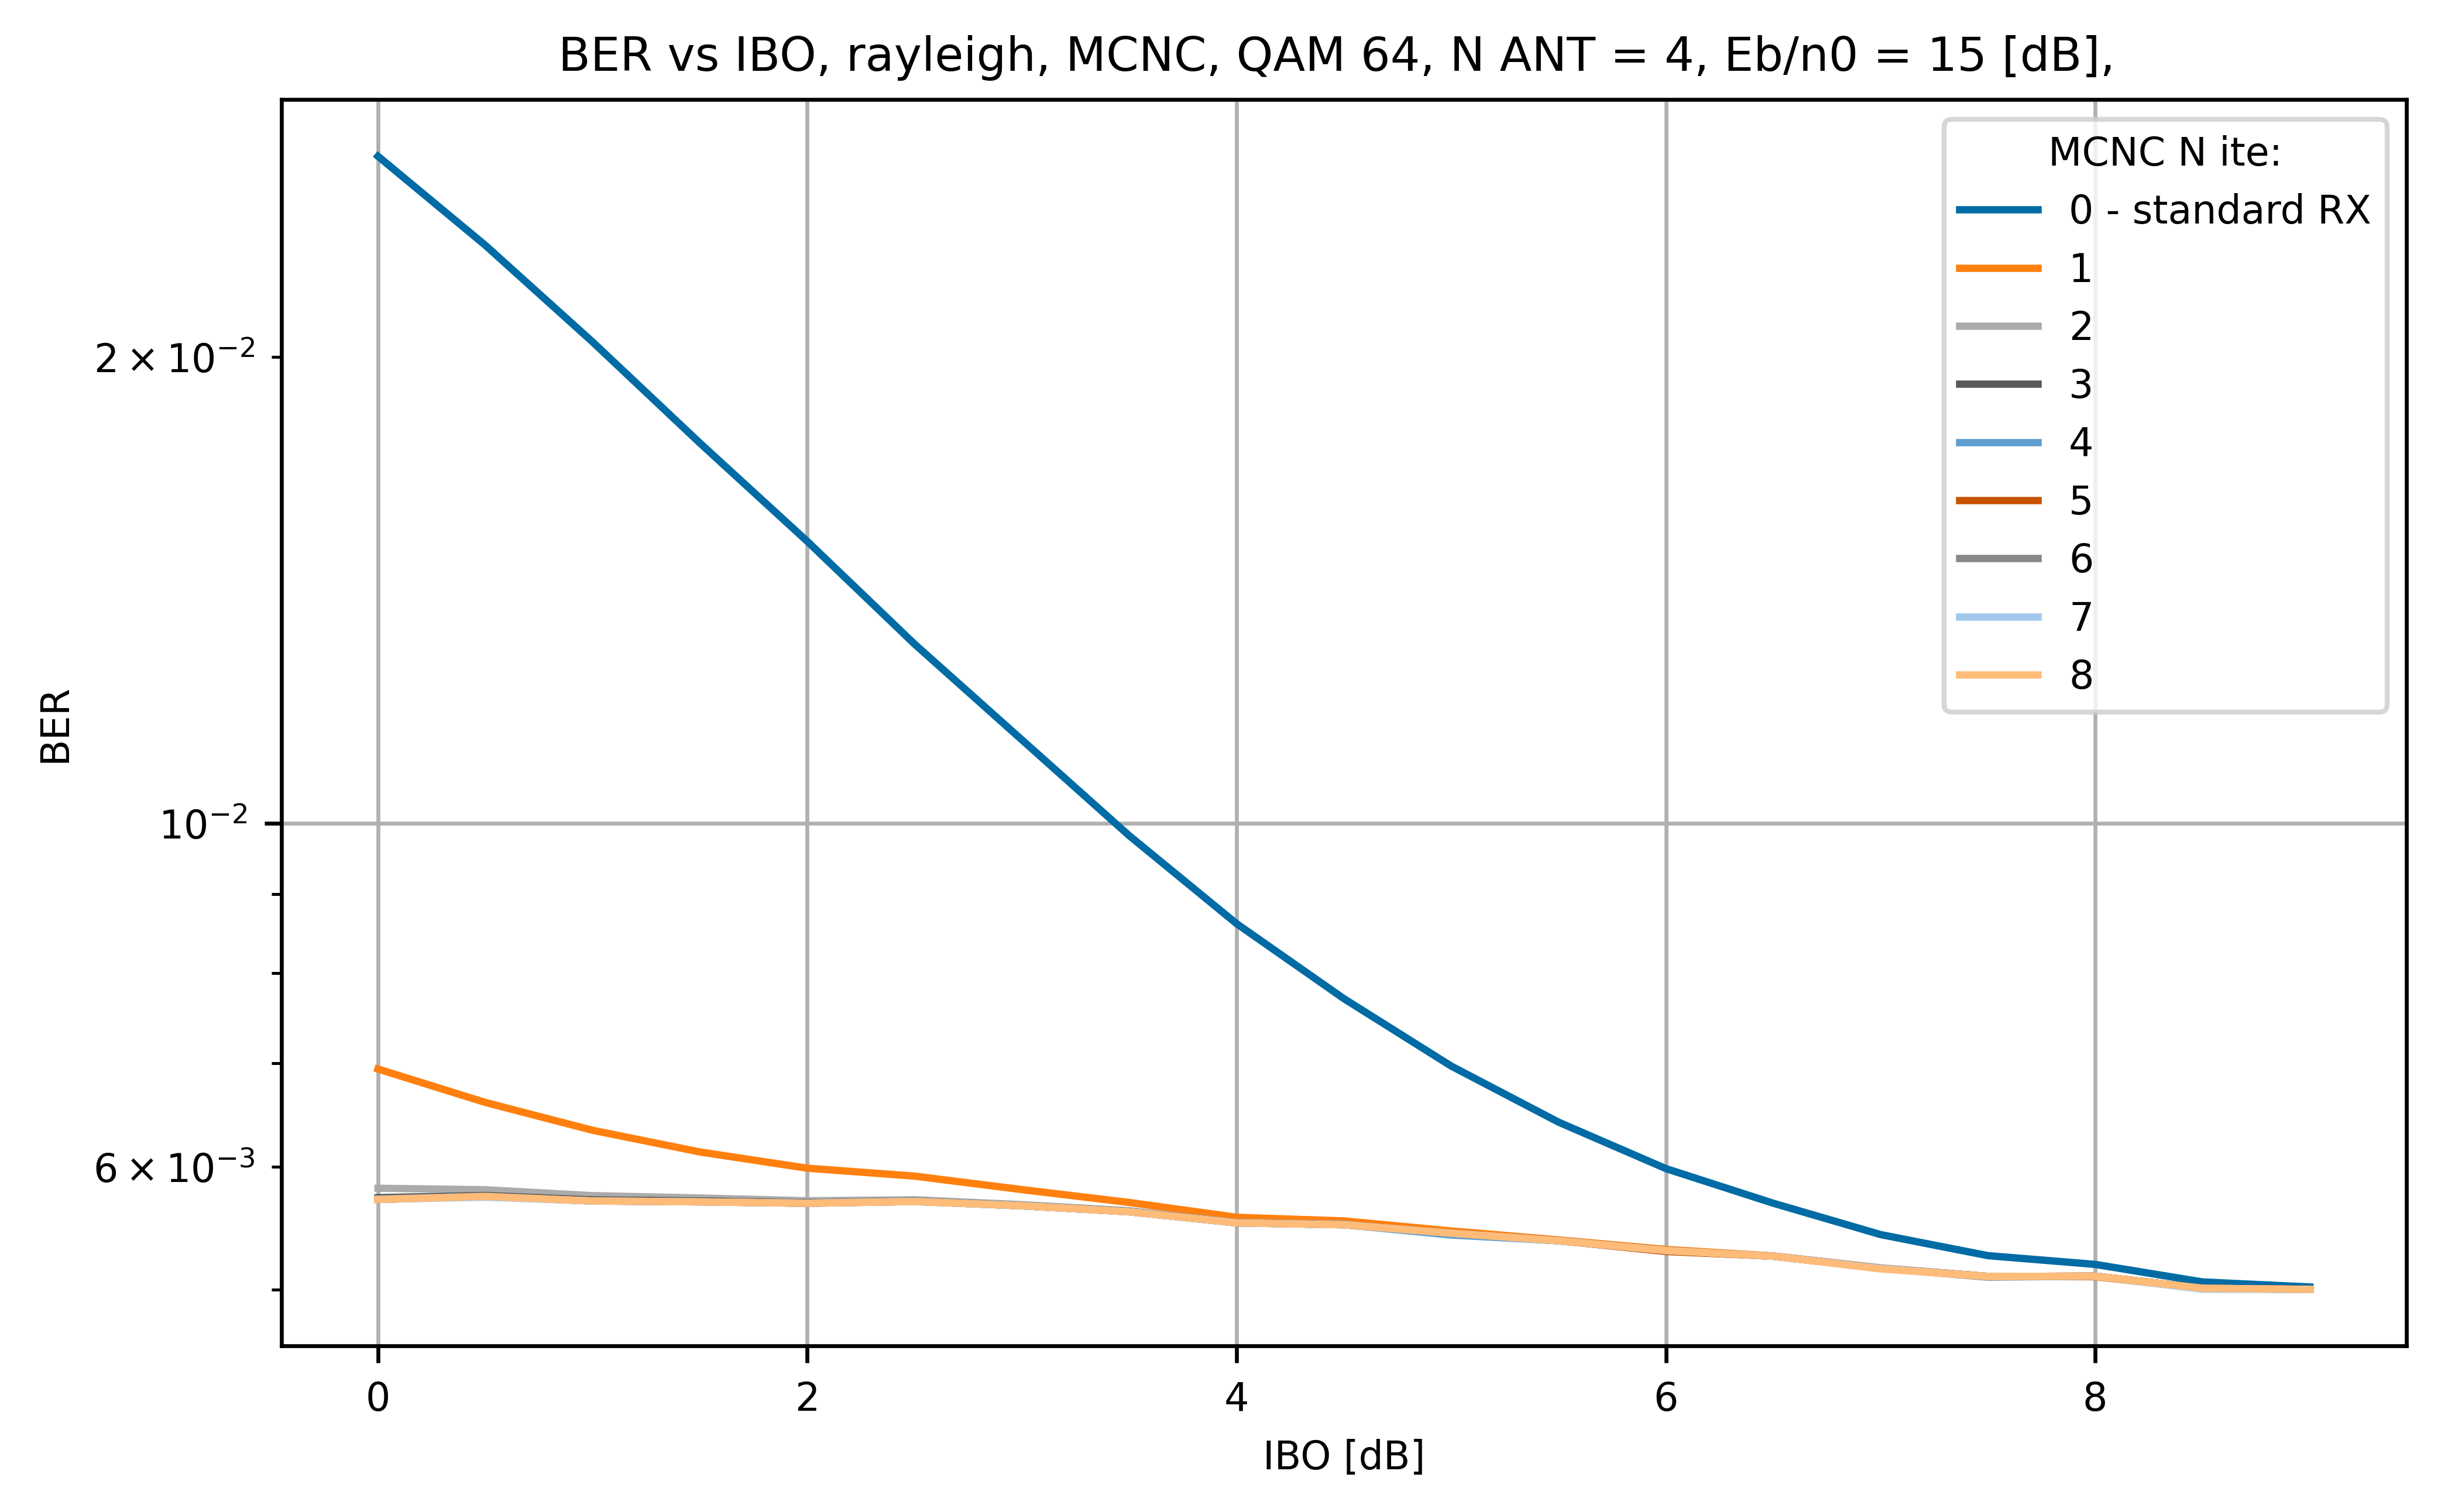 BER vs IBO, rayleigh, MCNC, QAM 64, N ANT = 4, Eb/n0 = 15 [dB],
MCNC N ite:
0 - standard RX
1
2
3
4
5
6
7
8
2 × 10⁻²
10⁻²
6 × 10⁻³
BER
0 2 4 6 8
IBO [dB]